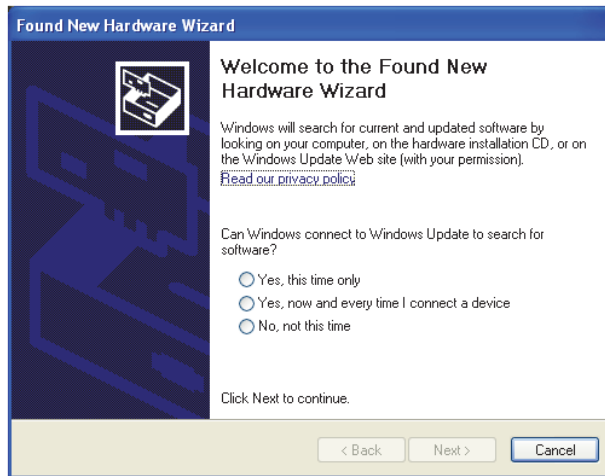 Found New Hardware Wizard
Welcome to the Found New
Hardware Wizard
Windows will search for current and updated software by
looking on your computer, on the hardware installation CD, or on
the Windows Update Web site (with your permission).
Read our privacy policy
Can Windows connect to Windows Update to search for
software?
Yes, this time only
Yes, now and every time I connect a device
No, not this time
Click Next to continue.
< Back
Next >
Cancel